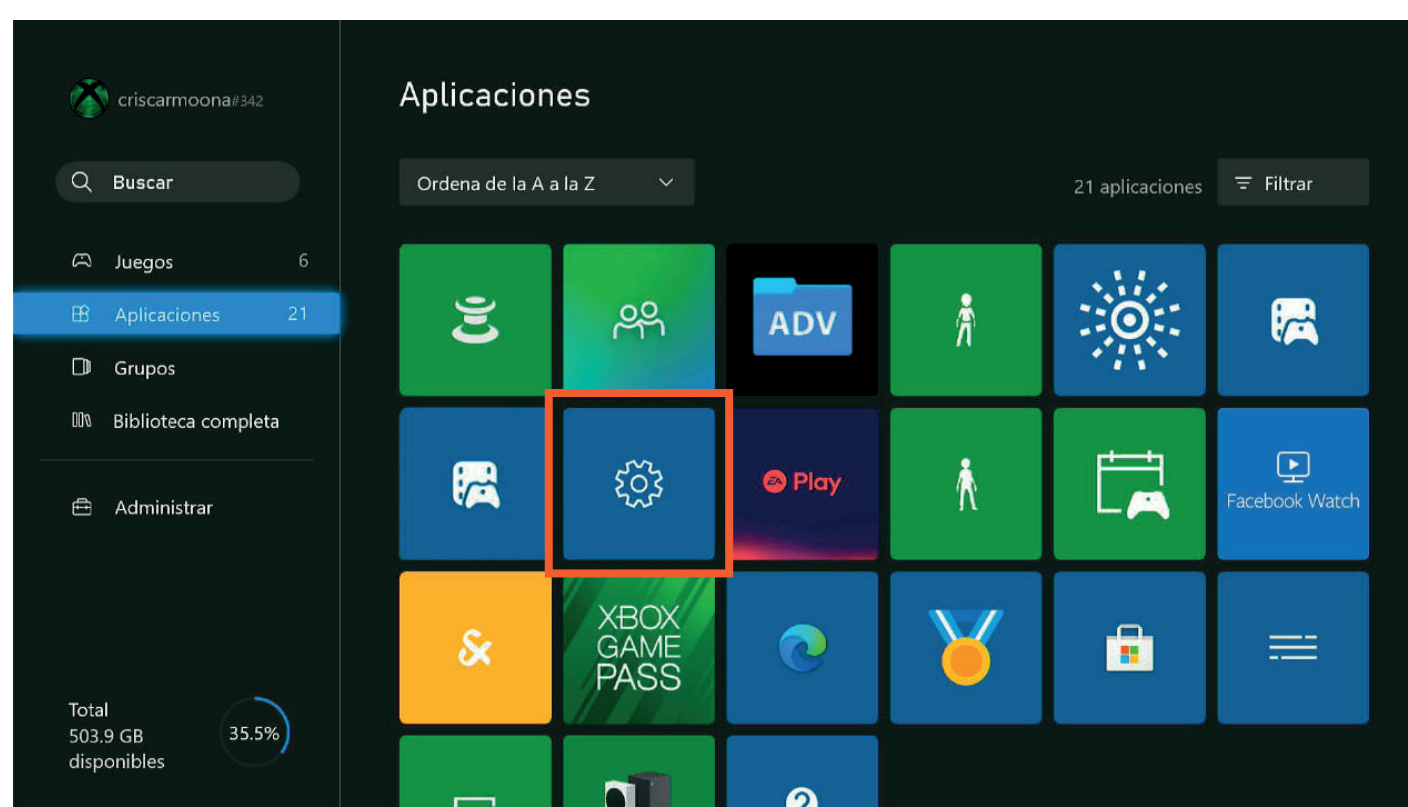 criscarmoona#342
Buscar
Juegos 6
Aplicaciones 21
Grupos
Biblioteca completa
Administrar
Total
503.9 GB
disponibles
35.5%
Aplicaciones
Ordena de la A a la Z
21 aplicaciones
Filtrar
ADV
EA Play
Facebook Watch
&
XBOX
GAME
PASS
?